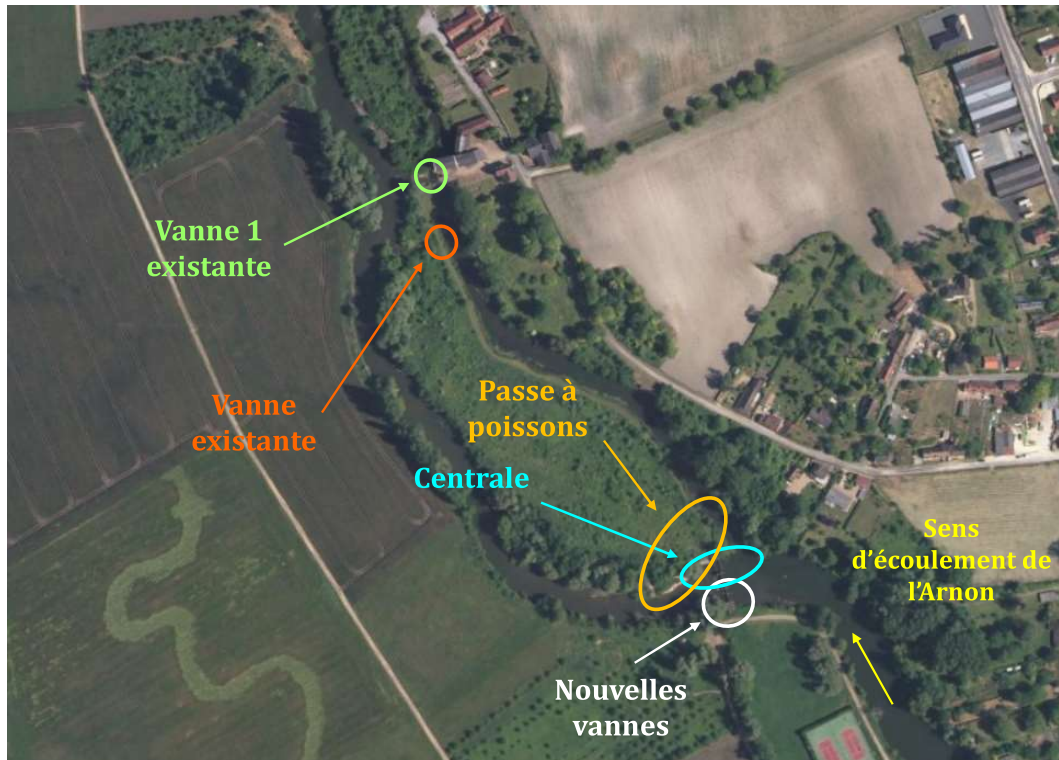 Vanne 1
existante
Vanne
existante
Passe à
poissons
Centrale
Sens
d'écoulement de
l'Arnon
Nouvelles
vannes